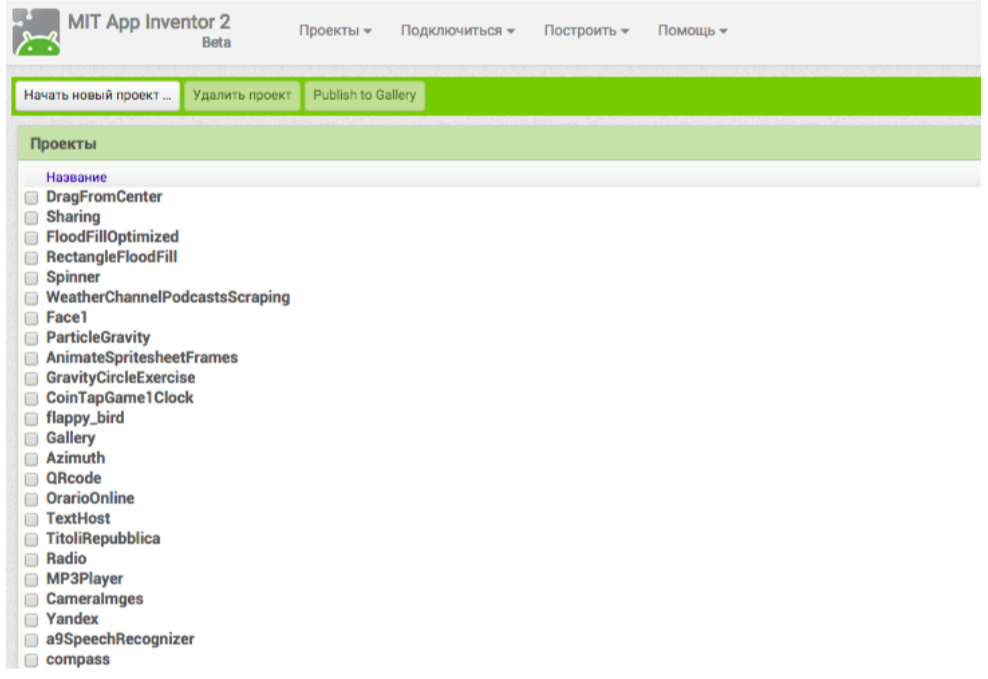 MIT App Inventor 2
Beta
Проекты Подключиться Построить Помощь
Начать новый проект ... Удалить проект Publish to Gallery
Проекты
Название
DragFromCenter
Sharing
FloodFillOptimized
RectangleFloodFill
Spinner
WeatherChannelPodcastsScraping
Face1
ParticleGravity
AnimateSpritesheetFrames
GravityCircleExercise
CoinTapGame1Clock
flappy_bird
Gallery
Azimuth
QRcode
OrarioOnline
TextHost
TitoliRepubblica
Radio
MP3Player
CameraImges
Yandex
a9SpeechRecognizer
compass